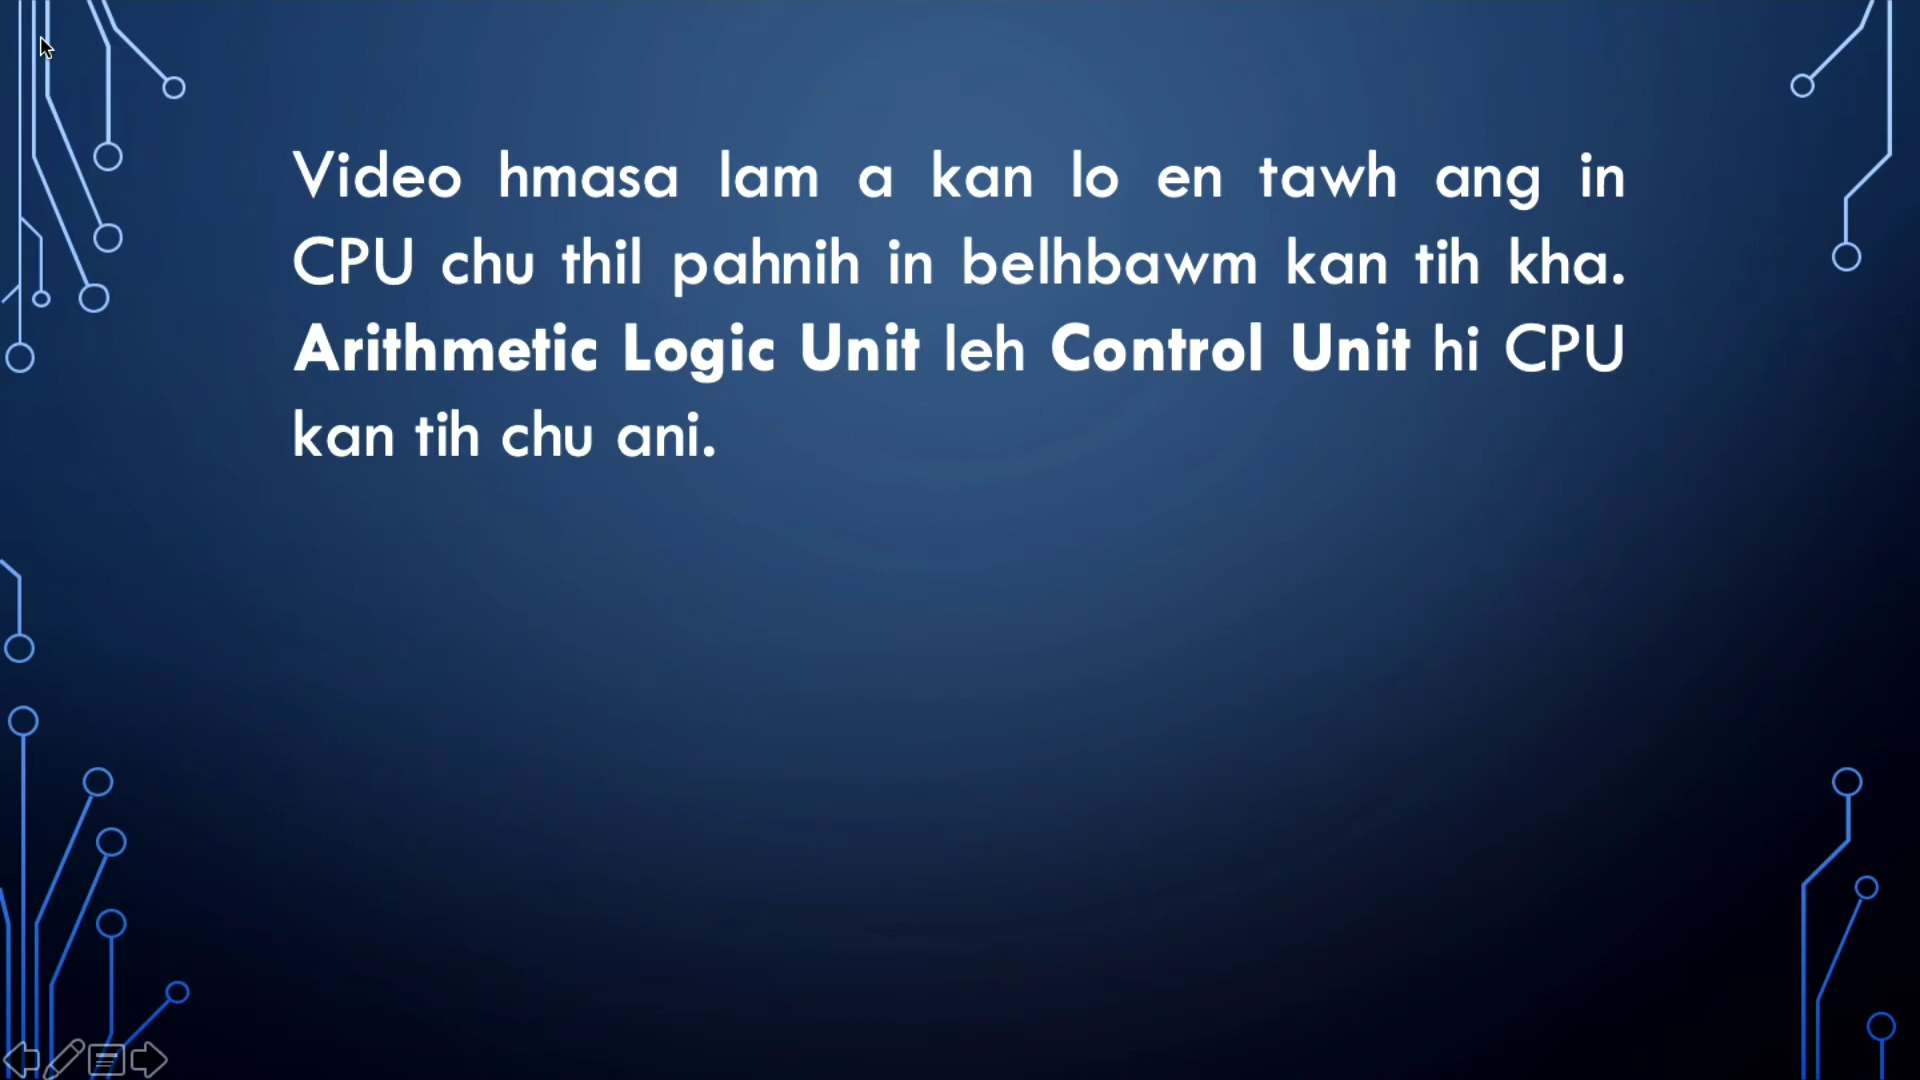 Video hmasa lam a kan lo en tawh ang in
CPU chu thil pahnih in belhbawm kan tih kha.
Arithmetic Logic Unit leh Control Unit hi CPU
kan tih chu ani.